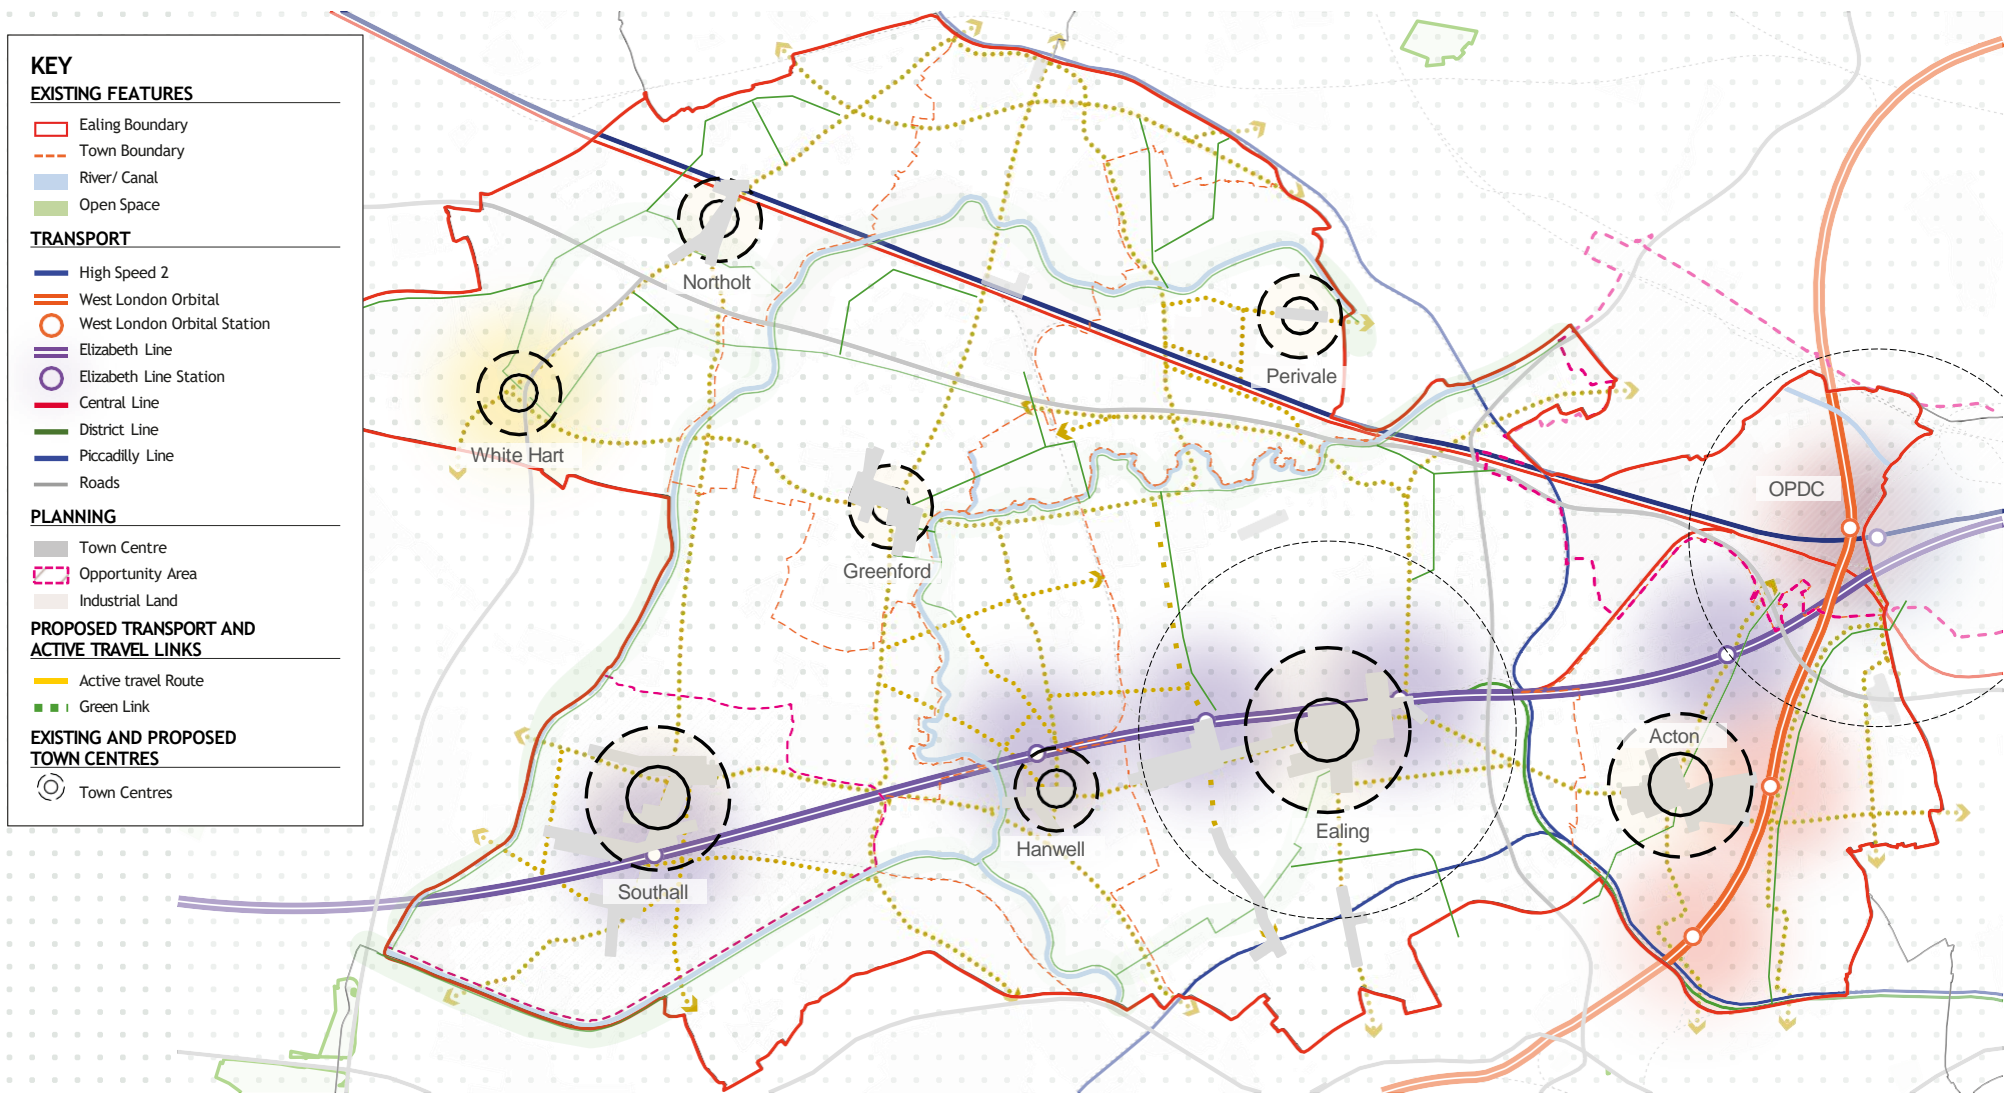 KEY
EXISTING FEATURES
Ealing Boundary
Town Boundary
River/ Canal
Open Space
TRANSPORT
High Speed 2
West London Orbital
West London Orbital Station
Elizabeth Line
Elizabeth Line Station
Central Line
District Line
Piccadilly Line
Roads
PLANNING
Town Centre
Opportunity Area
Industrial Land
PROPOSED TRANSPORT AND
ACTIVE TRAVEL LINKS
Active travel Route
Green Link
EXISTING AND PROPOSED
TOWN CENTRES
Town Centres
Northolt
Perivale
White Hart
OPDC
Greenford
Acton
Ealing
Hanwell
Southall